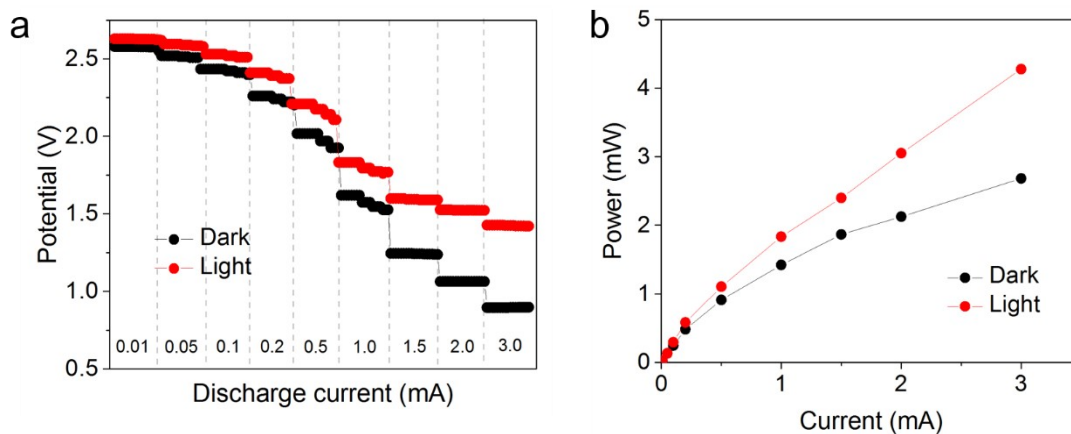 a
Potential (V)
2.5
2.0
1.5
1.0
0.5
Dark
Light
0.01 0.05 0.1 0.2 0.5 1.0 1.5 2.0 3.0
Discharge current (mA)
b
Power (mW)
5
4
3
2
1
0
Dark
Light
0 1 2 3
Current (mA)